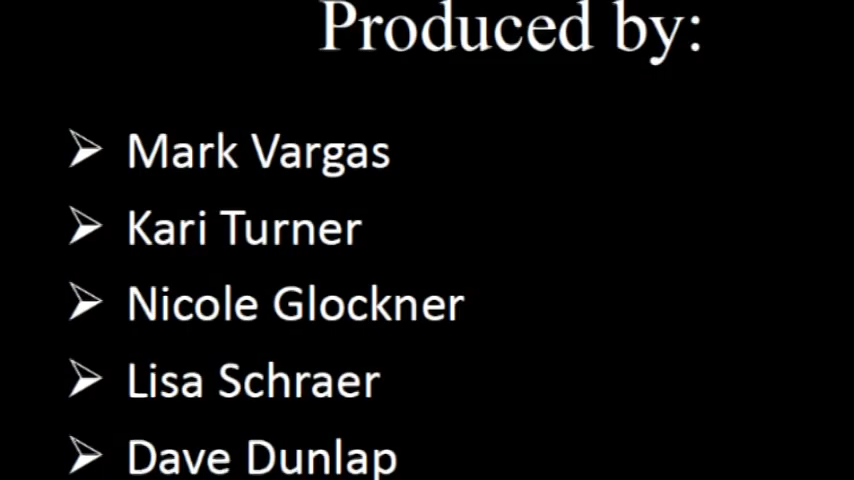 Produced by:
➢ Mark Vargas
➢ Kari Turner
➢ Nicole Glockner
➢ Lisa Schraer
➢ Dave Dunlap